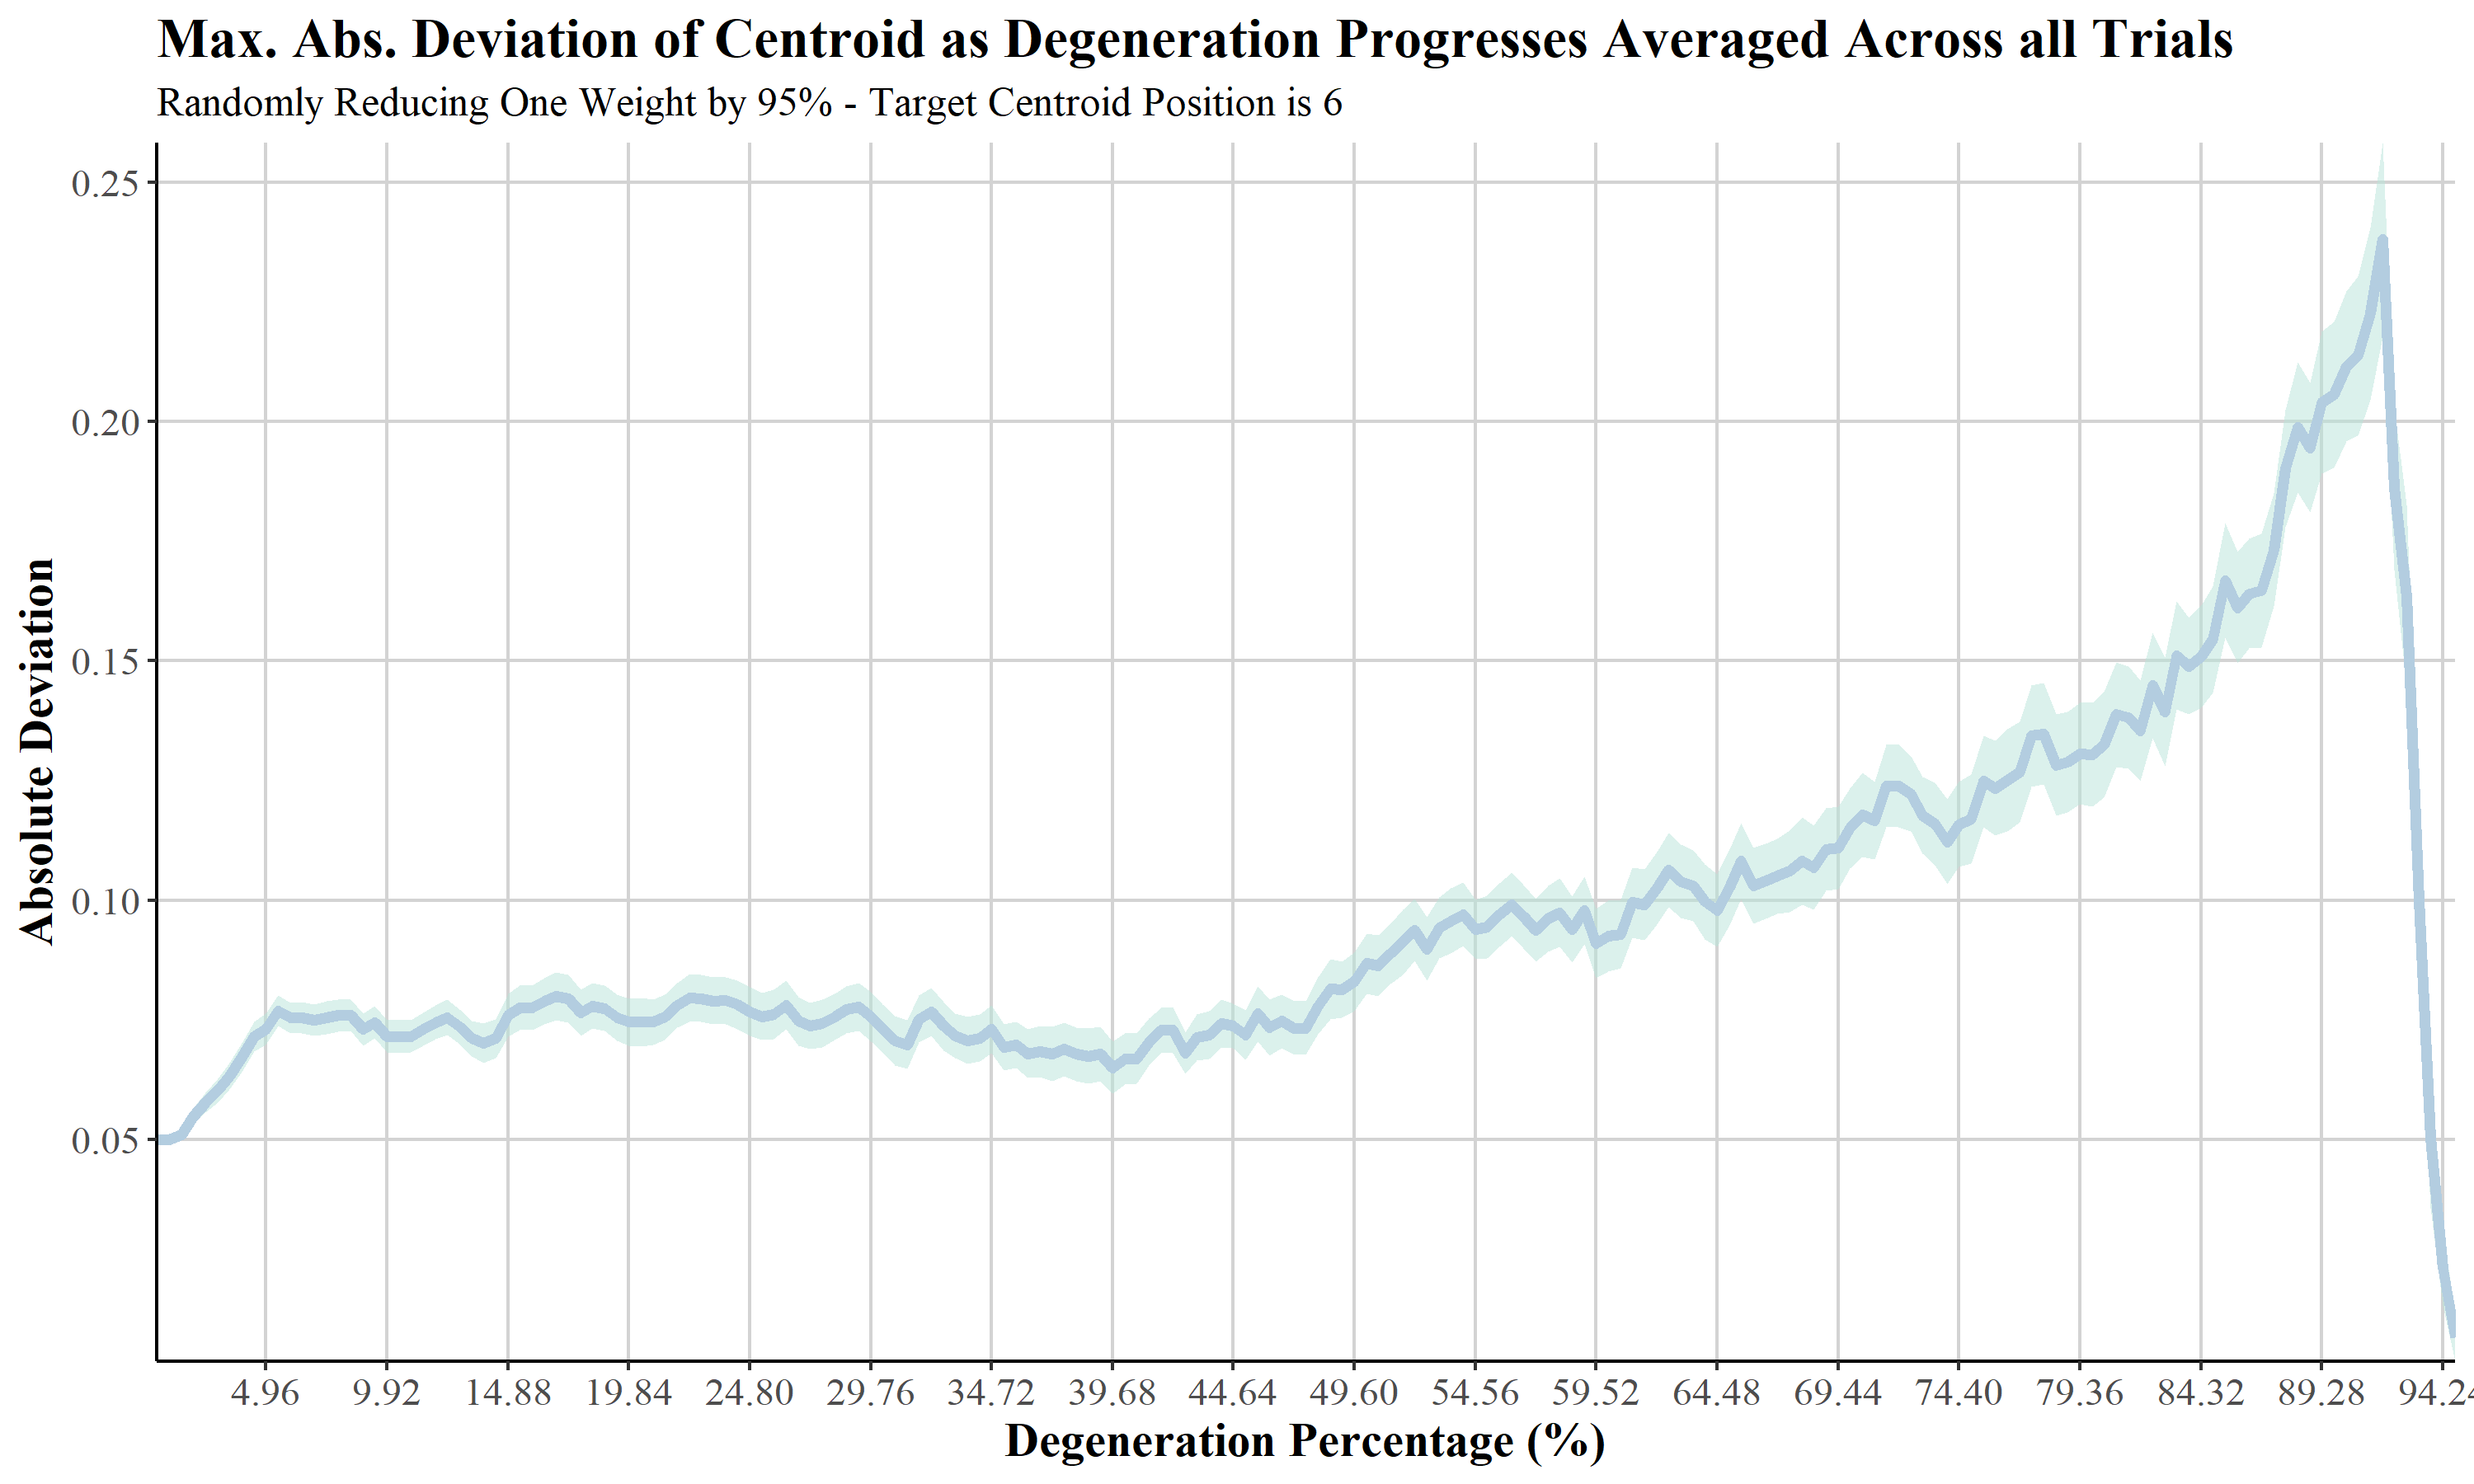 Max. Abs. Deviation of Centroid as Degeneration Progresses Averaged Across all Trials
Randomly Reducing One Weight by 95% - Target Centroid Position is 6
Absolute Deviation
0.25
0.20
0.15
0.10
0.05
4.96 9.92 14.88 19.84 24.80 29.76 34.72 39.68 44.64 49.60 54.56 59.52 64.48 69.44 74.40 79.36 84.32 89.28 94.24
Degeneration Percentage (%)